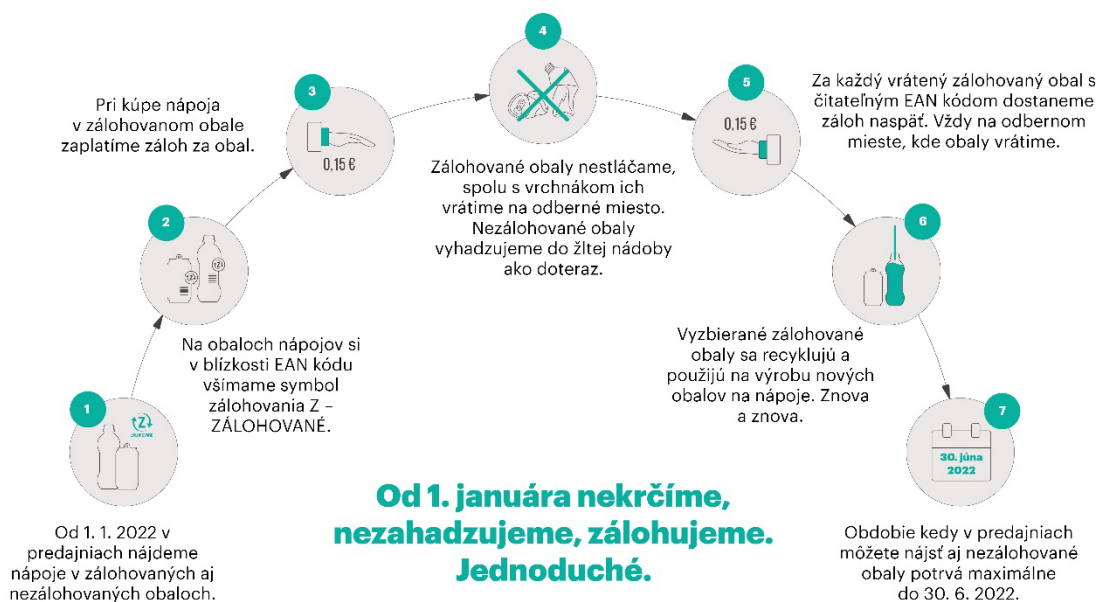 1
Z
ZÁLOHUJEME
Od 1. 1. 2022 v
predajniach nájdeme
nápoje v zálohovaných aj
nezálohovaných obaloch.
2
Z
Z
Na obaloch nápojov si
v blízkosti EAN kódu
všímame symbol
zálohovania Z –
ZÁLOHOVANÉ.
3
0,15 €
Pri kúpe nápoja
v zálohovanom obale
zaplatíme záloh za obal.
4
Zálohované obaly nestláčame,
spolu s vrchnákom ich
vrátime na odberné miesto.
Nezálohované obaly
vyhadzujeme do žltej nádoby
ako doteraz.
5
0,15 €
Za každý vrátený zálohovaný obal s
čitateľným EAN kódom dostaneme
záloh naspäť. Vždy na odbernom
mieste, kde obaly vrátime.
6
Vyzbierané zálohované
obaly sa recyklujú a
použijú na výrobu nových
obalov na nápoje. Znova
a znova.
7
30. júna
2022
Obdobie kedy v predajniach
môžete nájsť aj nezálohované
obaly potrvá maximálne
do 30. 6. 2022.
Od 1. januára nekrčíme,
nezahadzujeme, zálohujeme.
Jednoduché.